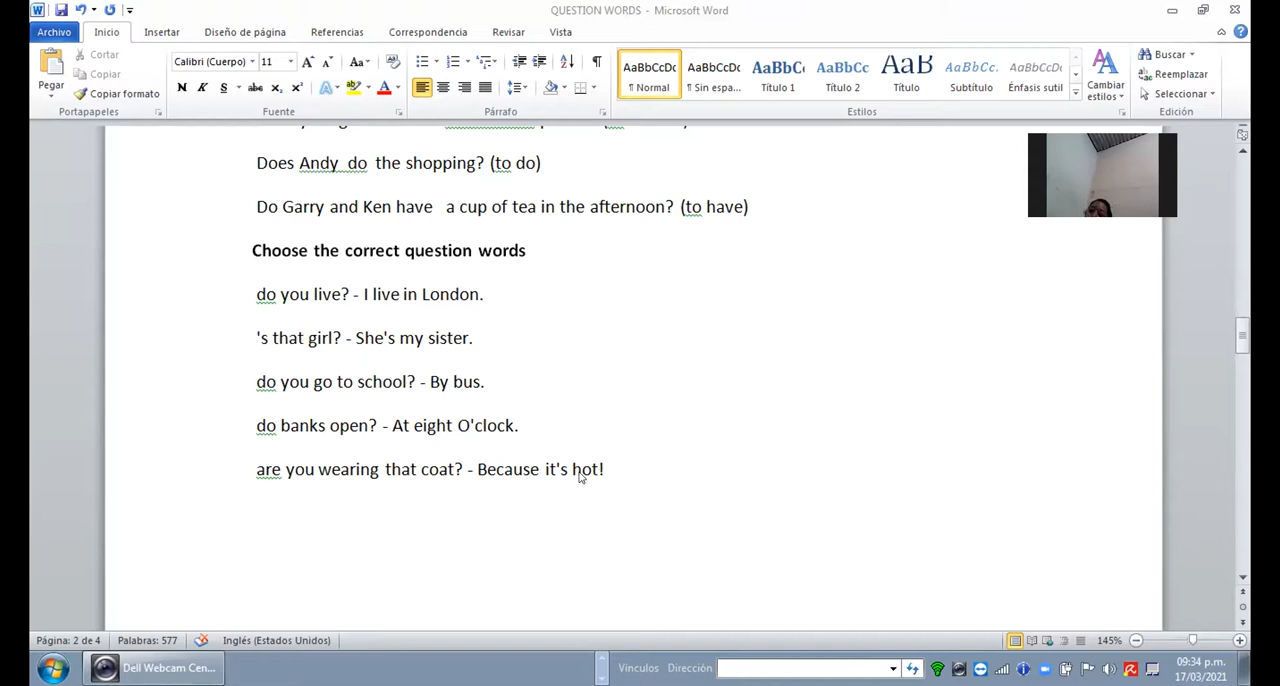 QUESTION WORDS - Microsoft Word
Archivo Inicio Insertar Diseño de página Referencias Correspondencia Revisar Vista
Pegar
Cortar
Copiar
Copiar formato
Portapapeles
Calibri (Cuerpo) 11
Fuente
Párrafo
AaBbCcDc AaBbCcDc AaBbC AaBbCc AaB AaBbCc. AaBbCcDc
¶ Normal ¶ Sin espa... Título 1 Título 2 Título Subtítulo Énfasis sutil
Cambiar estilos
Estilos
Buscar
Reemplazar
Seleccionar
Edición
Does Andy do the shopping? (to do)
Do Garry and Ken have a cup of tea in the afternoon? (to have)
Choose the correct question words
do you live? - I live in London.
's that girl? - She's my sister.
do you go to school? - By bus.
do banks open? - At eight O'clock.
are you wearing that coat? - Because it's hot!
Página: 2 de 4 Palabras: 577 Inglés (Estados Unidos) 145%
Dell Webcam Cen... Vínculos Dirección 09:34 p.m.
17/03/2021